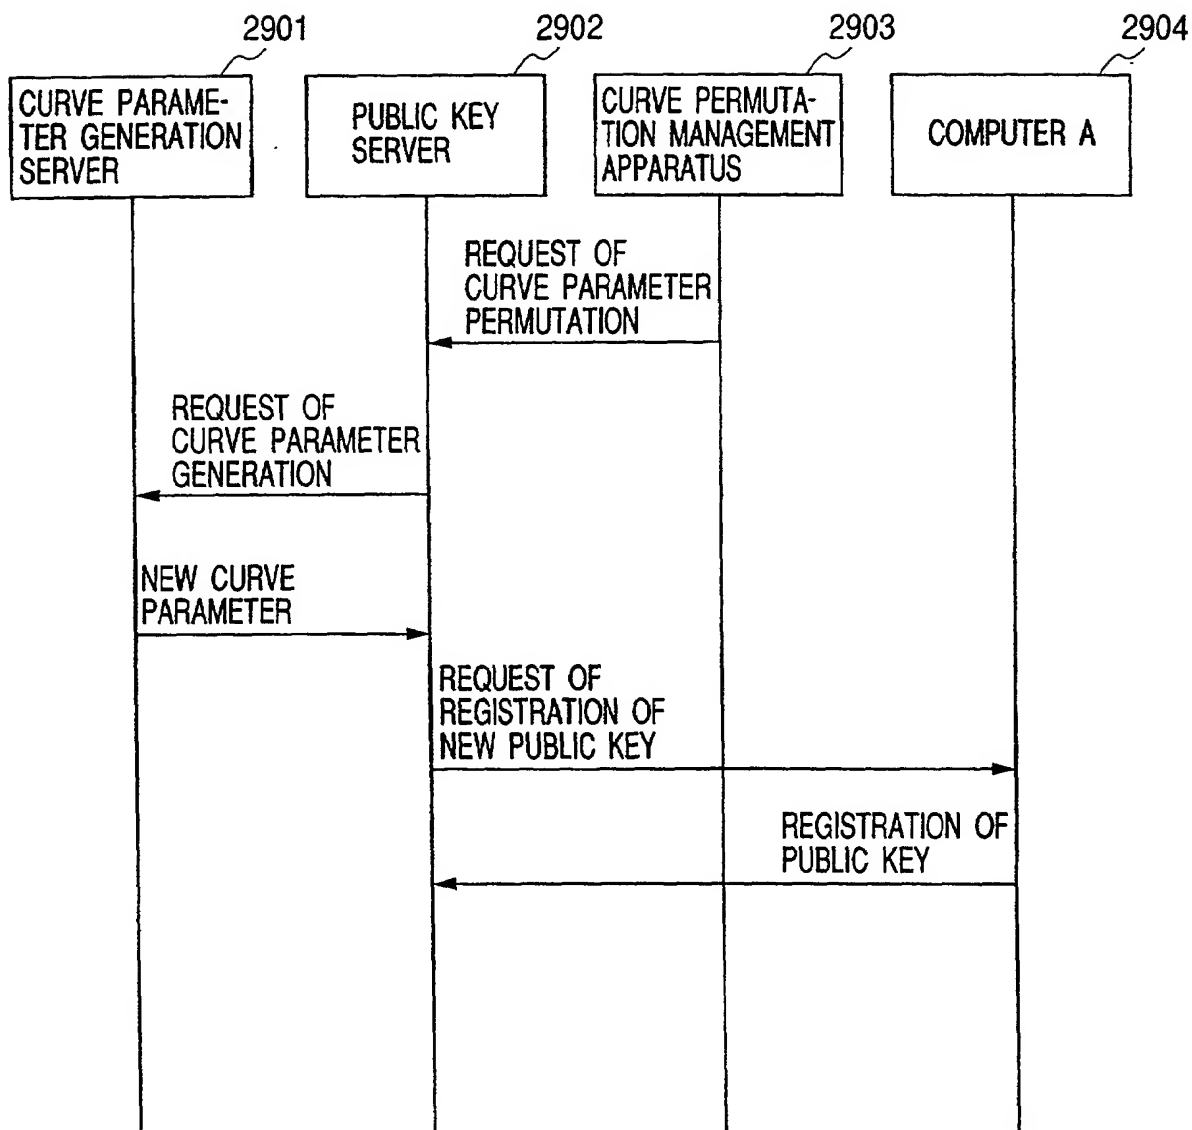 2901
2902
2903
2904
CURVE PARAME-
TER GENERATION
SERVER
PUBLIC KEY
SERVER
CURVE PERMUTA-
TION MANAGEMENT
APPARATUS
COMPUTER A
REQUEST OF
CURVE PARAMETER
PERMUTATION
REQUEST OF
CURVE PARAMETER
GENERATION
NEW CURVE
PARAMETER
REQUEST OF
REGISTRATION OF
NEW PUBLIC KEY
REGISTRATION OF
PUBLIC KEY